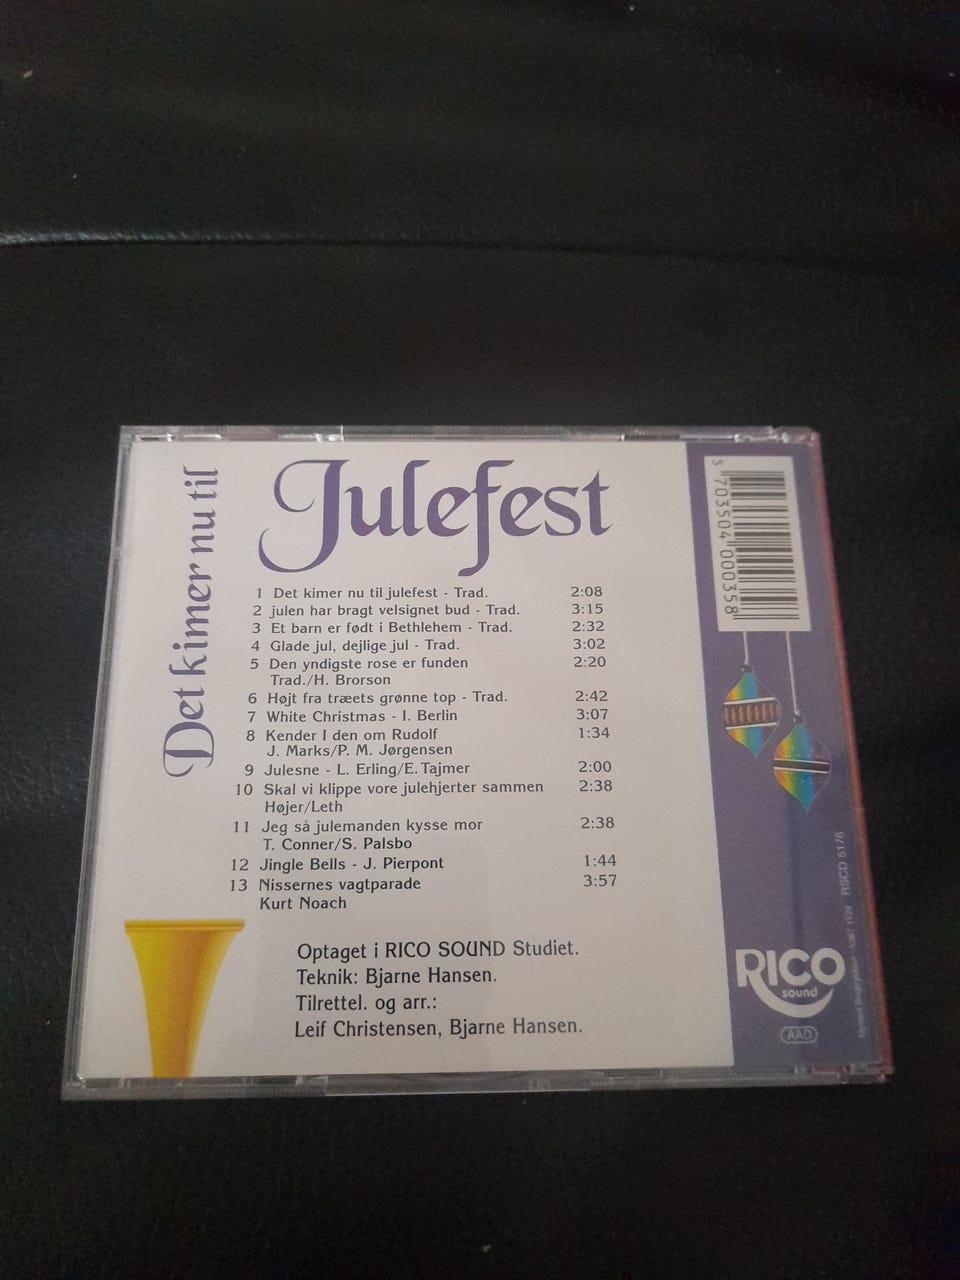 Det kimer nu til
Julefest
1 Det kimer nu til julefest - Trad. 2:08
2 julen har bragt velsignet bud - Trad. 3:15
3 Et barn er født i Bethlehem - Trad. 2:32
4 Glade jul, dejlige jul - Trad. 3:02
5 Den yndigste rose er funden 2:20
Trad./H. Brorson
6 Højt fra træets grønne top - Trad. 2:42
7 White Christmas - I. Berlin 3:07
8 Kender I den om Rudolf 1:34
J. Marks/P. M. Jørgensen
9 Julesne - L. Erling/E. Tajmer 2:00
10 Skal vi klippe vore julehjerter sammen 2:38
Højer/Leth
11 Jeg så julemanden kysse mor 2:38
T. Conner/S. Palsbo
12 Jingle Bells - J. Pierpont 1:44
13 Nissernes vagtparade 3:57
Kurt Noach
Optaget i RICO SOUND Studiet.
Teknik: Bjarne Hansen.
Tilrettel. og arr.:
Leif Christensen, Bjarne Hansen.
5 703504 000358
RICO
sound
AAD
RSCD 5176